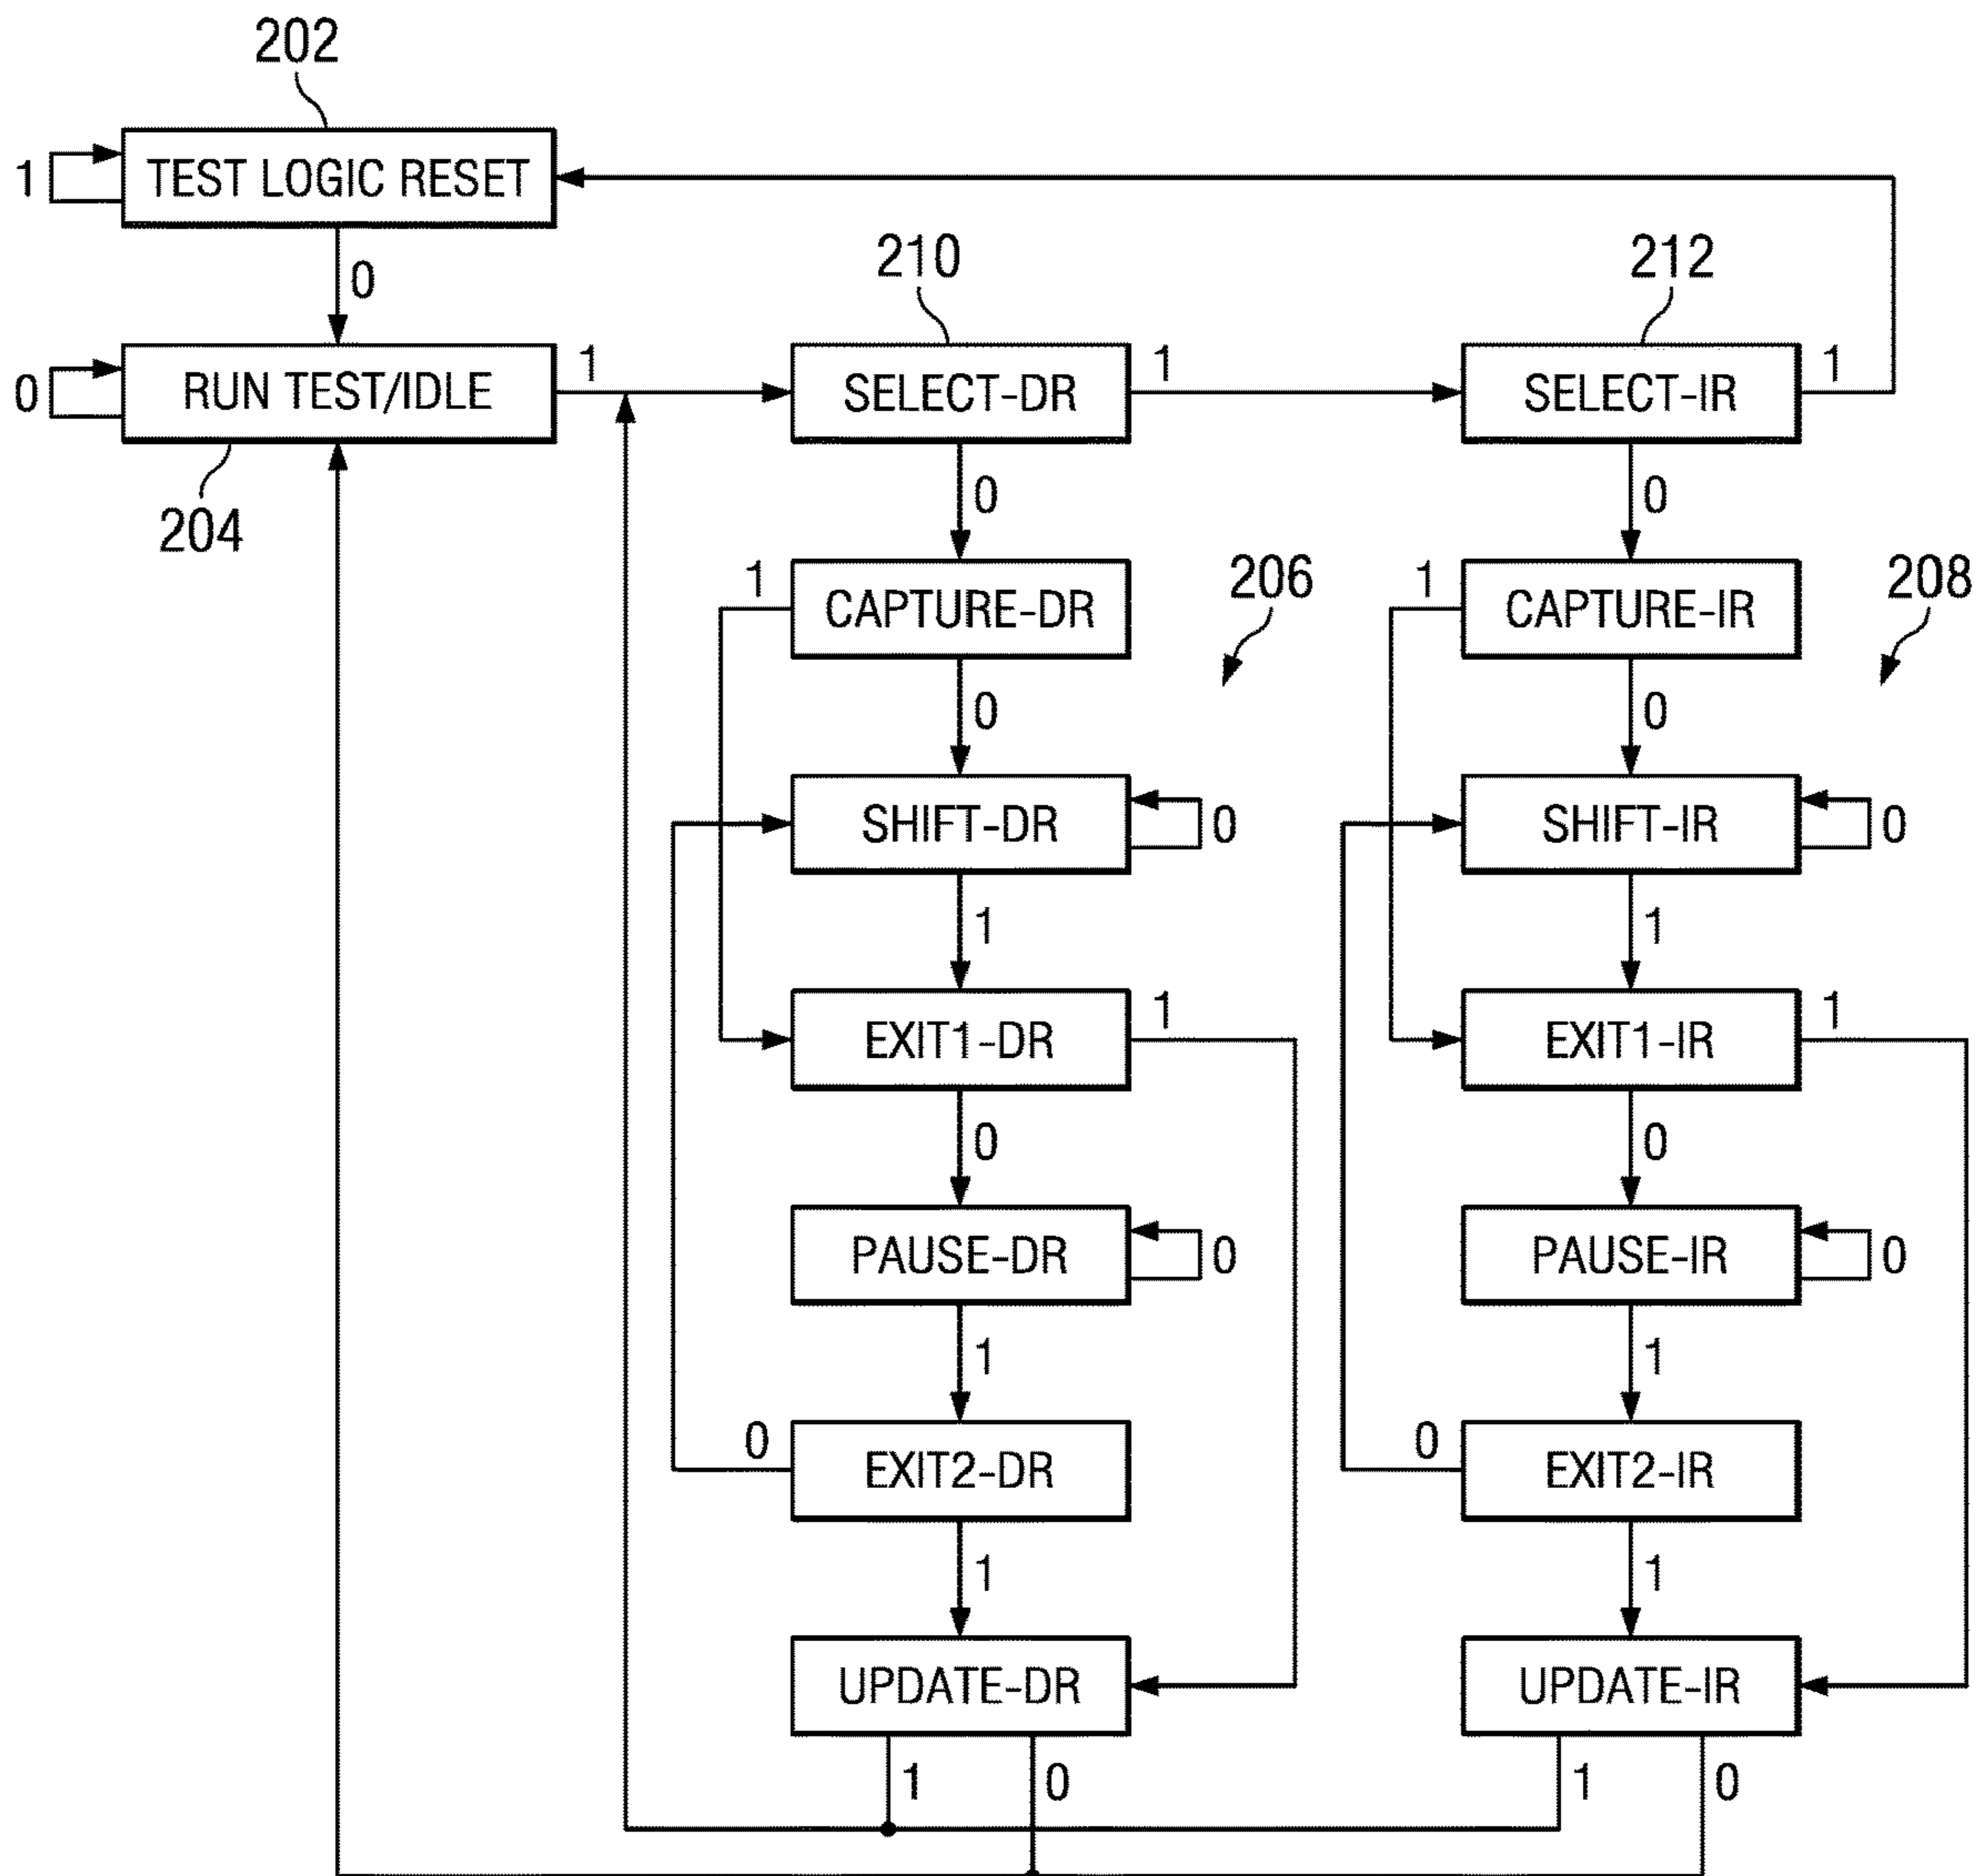 202
1
TEST LOGIC RESET
0
210
212
0
RUN TEST/IDLE
1
SELECT-DR
1
SELECT-IR
1
204
0
0
1
CAPTURE-DR
206
1
CAPTURE-IR
208
0
0
SHIFT-DR
0
SHIFT-IR
0
1
1
EXIT1-DR
1
EXIT1-IR
1
0
0
PAUSE-DR
0
PAUSE-IR
0
1
1
0
EXIT2-DR
0
EXIT2-IR
1
1
UPDATE-DR
UPDATE-IR
1
0
1
0